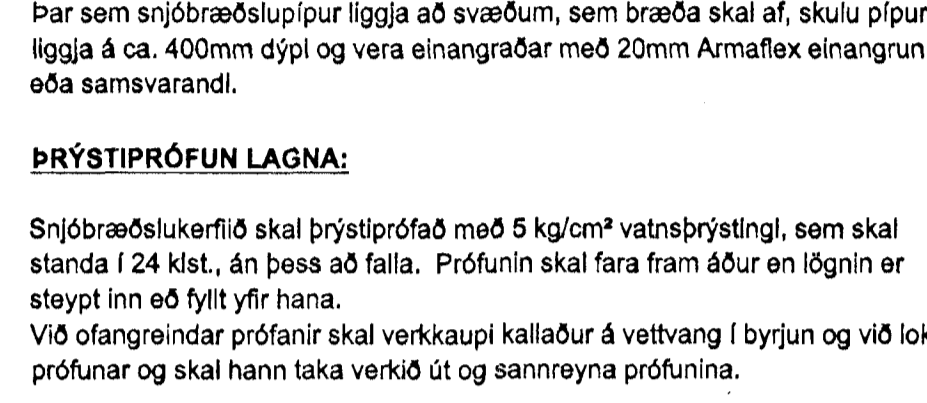 Þar sem snjóbræðslupípur liggja að svæðum, sem bræða skal af, skulu pípur
liggja á ca. 400mm dýpi og vera einangraðar með 20mm Armaflex einangrun
eða samsvarandi.
ÞRÝSTIPRÓFUN LAGNA:
Snjóbræðslukerfiið skal þrýstiprófað með 5 kg/cm² vatnsþrýstingi, sem skal
standa í 24 klst., án þess að falla. Prófunin skal fara fram áður en lögnin er
steypt inn eð fyllt yfir hana.
Við ofangreindar prófanir skal verkkaupi kallaður á vettvang í byrjun og við lok
prófunar og skal hann taka verkið út og sannreyna prófunina.